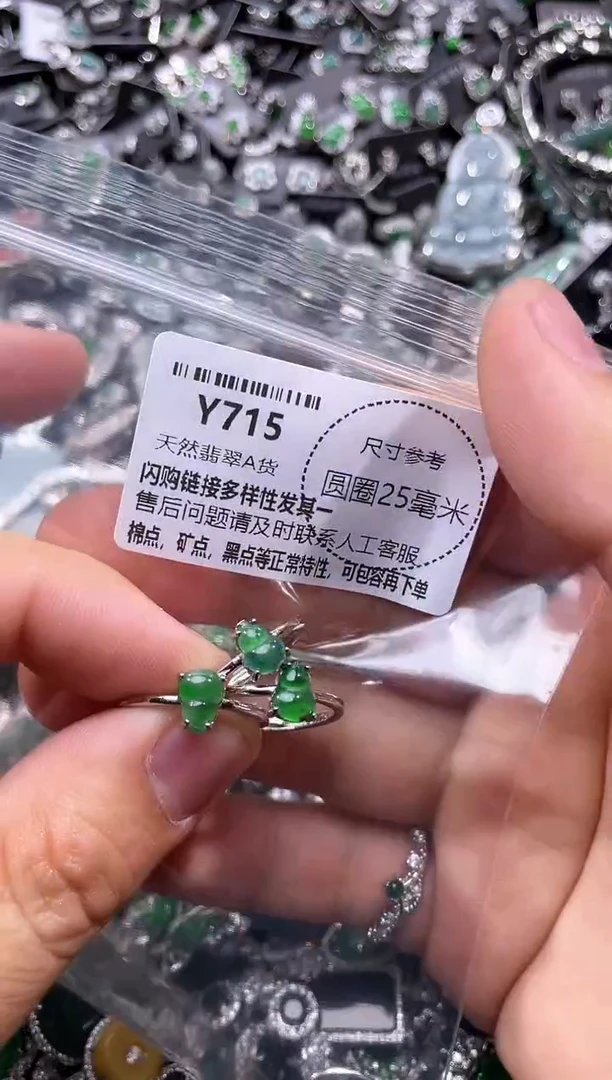 Y715
天然翡翠A货
尺寸参考
圆圈25毫米
闪购链接多样性发其一
售后问题请及时联系人工客服
棉点，矿点，黑点等正常特性，可包容再下单